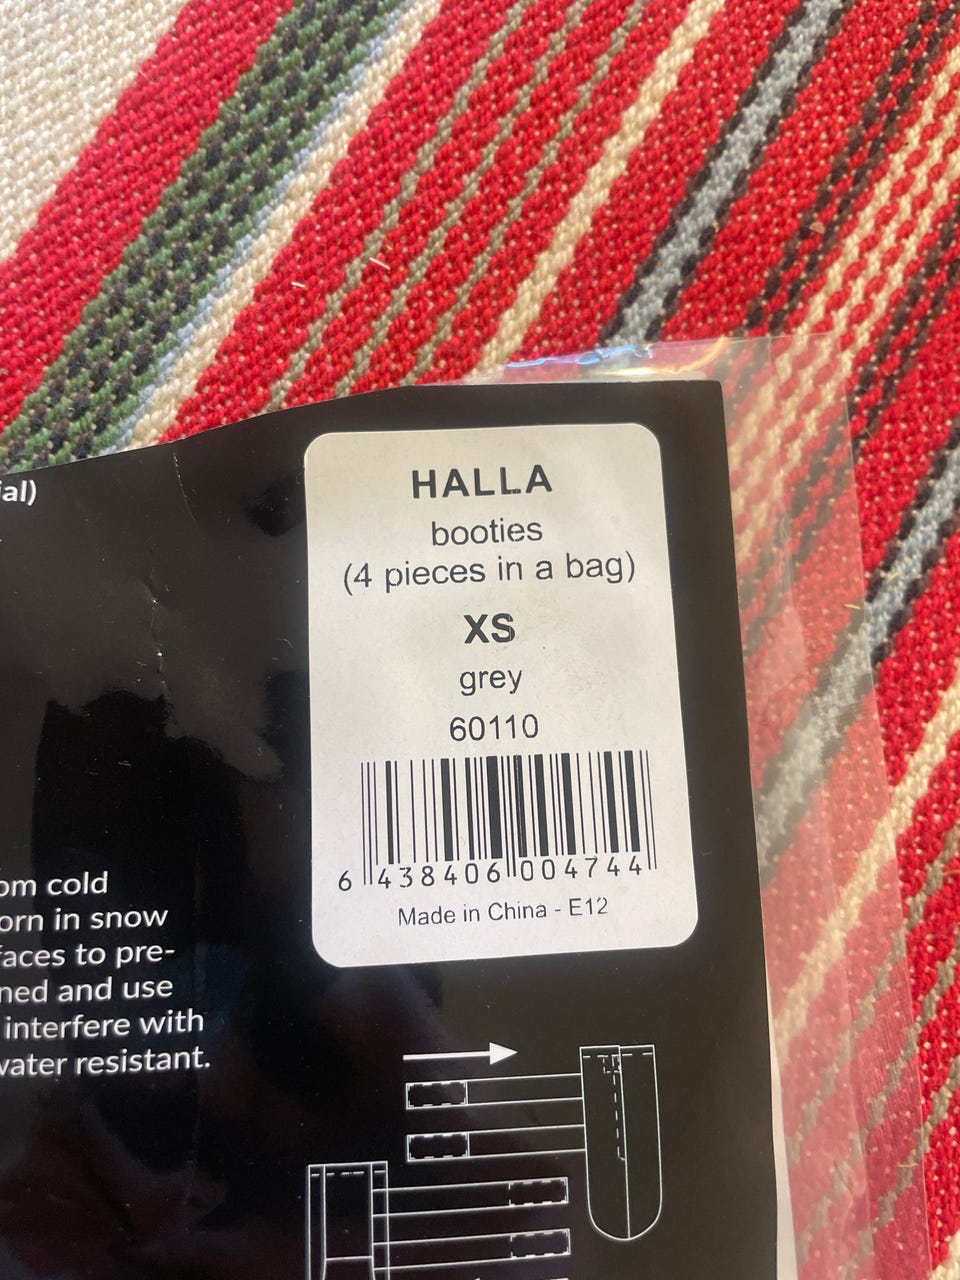 ial)
HALLA
booties
(4 pieces in a bag)
XS
grey
60110
6 438406 004744
Made in China - E12
om cold
orn in snow
faces to pre-
ned and use
interfere with
water resistant.